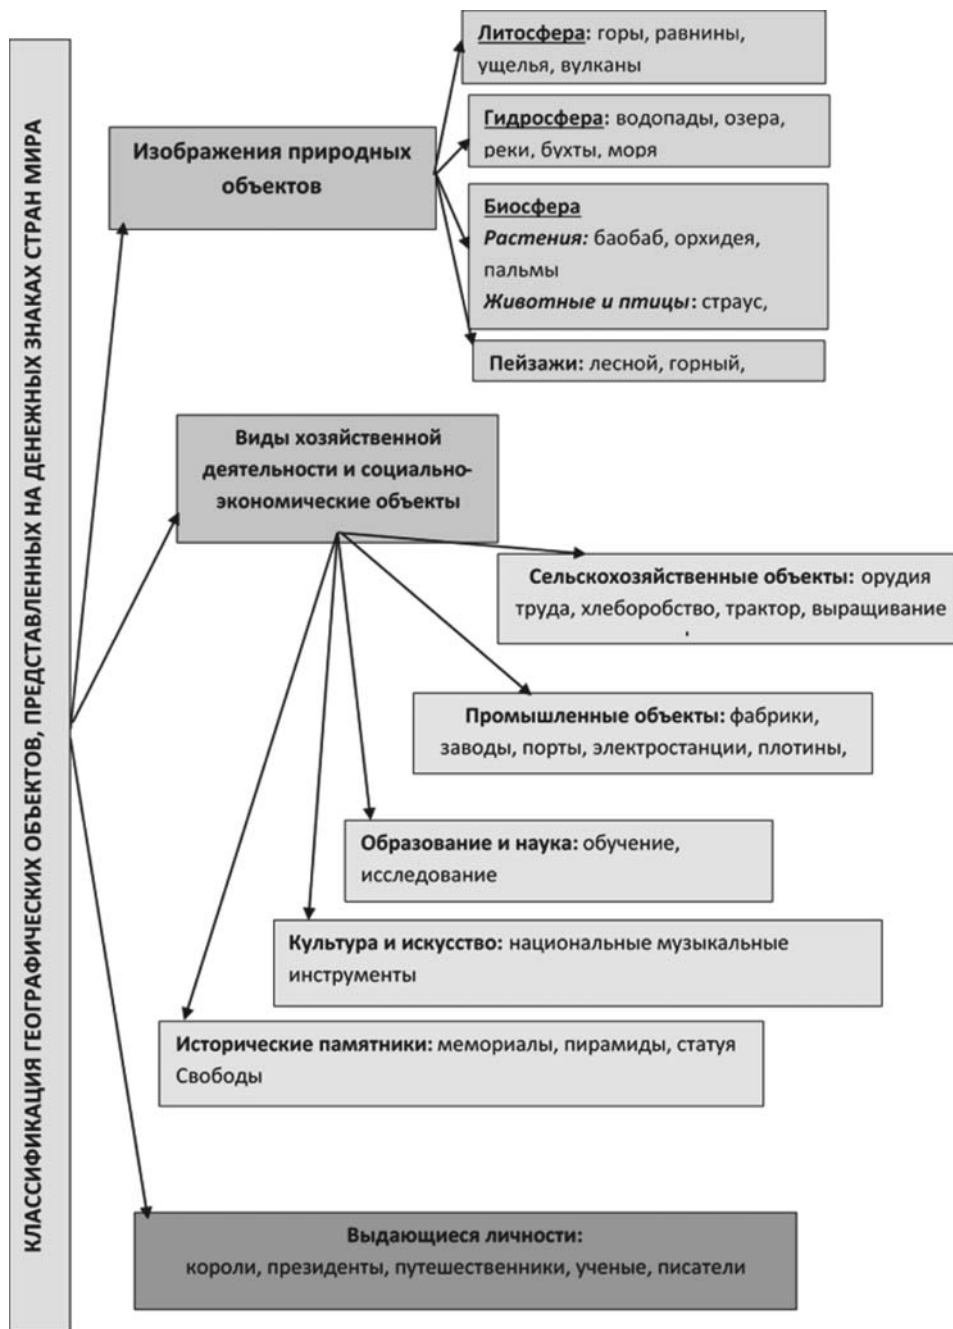 КЛАССИФИКАЦИЯ ГЕОГРАФИЧЕСКИХ ОБЪЕКТОВ, ПРЕДСТАВЛЕННЫХ НА ДЕНЕЖНЫХ ЗНАКАХ СТРАН МИРА
Изображения природных
объектов
Литосфера: горы, равнины,
ущелья, вулканы
Гидросфера: водопады, озера,
реки, бухты, моря
Биосфера
Растения: баобаб, орхидея,
пальмы
Животные и птицы: страус,
Пейзажи: лесной, горный,
Виды хозяйственной
деятельности и социально-
экономические объекты
Сельскохозяйственные объекты: орудия
труда, хлеборобство, трактор, выращивание
Промышленные объекты: фабрики,
заводы, порты, электростанции, плотины,
Образование и наука: обучение,
исследование
Культура и искусство: национальные музыкальные
инструменты
Исторические памятники: мемориалы, пирамиды, статуя
Свободы
Выдающиеся личности:
короли, президенты, путешественники, ученые, писатели